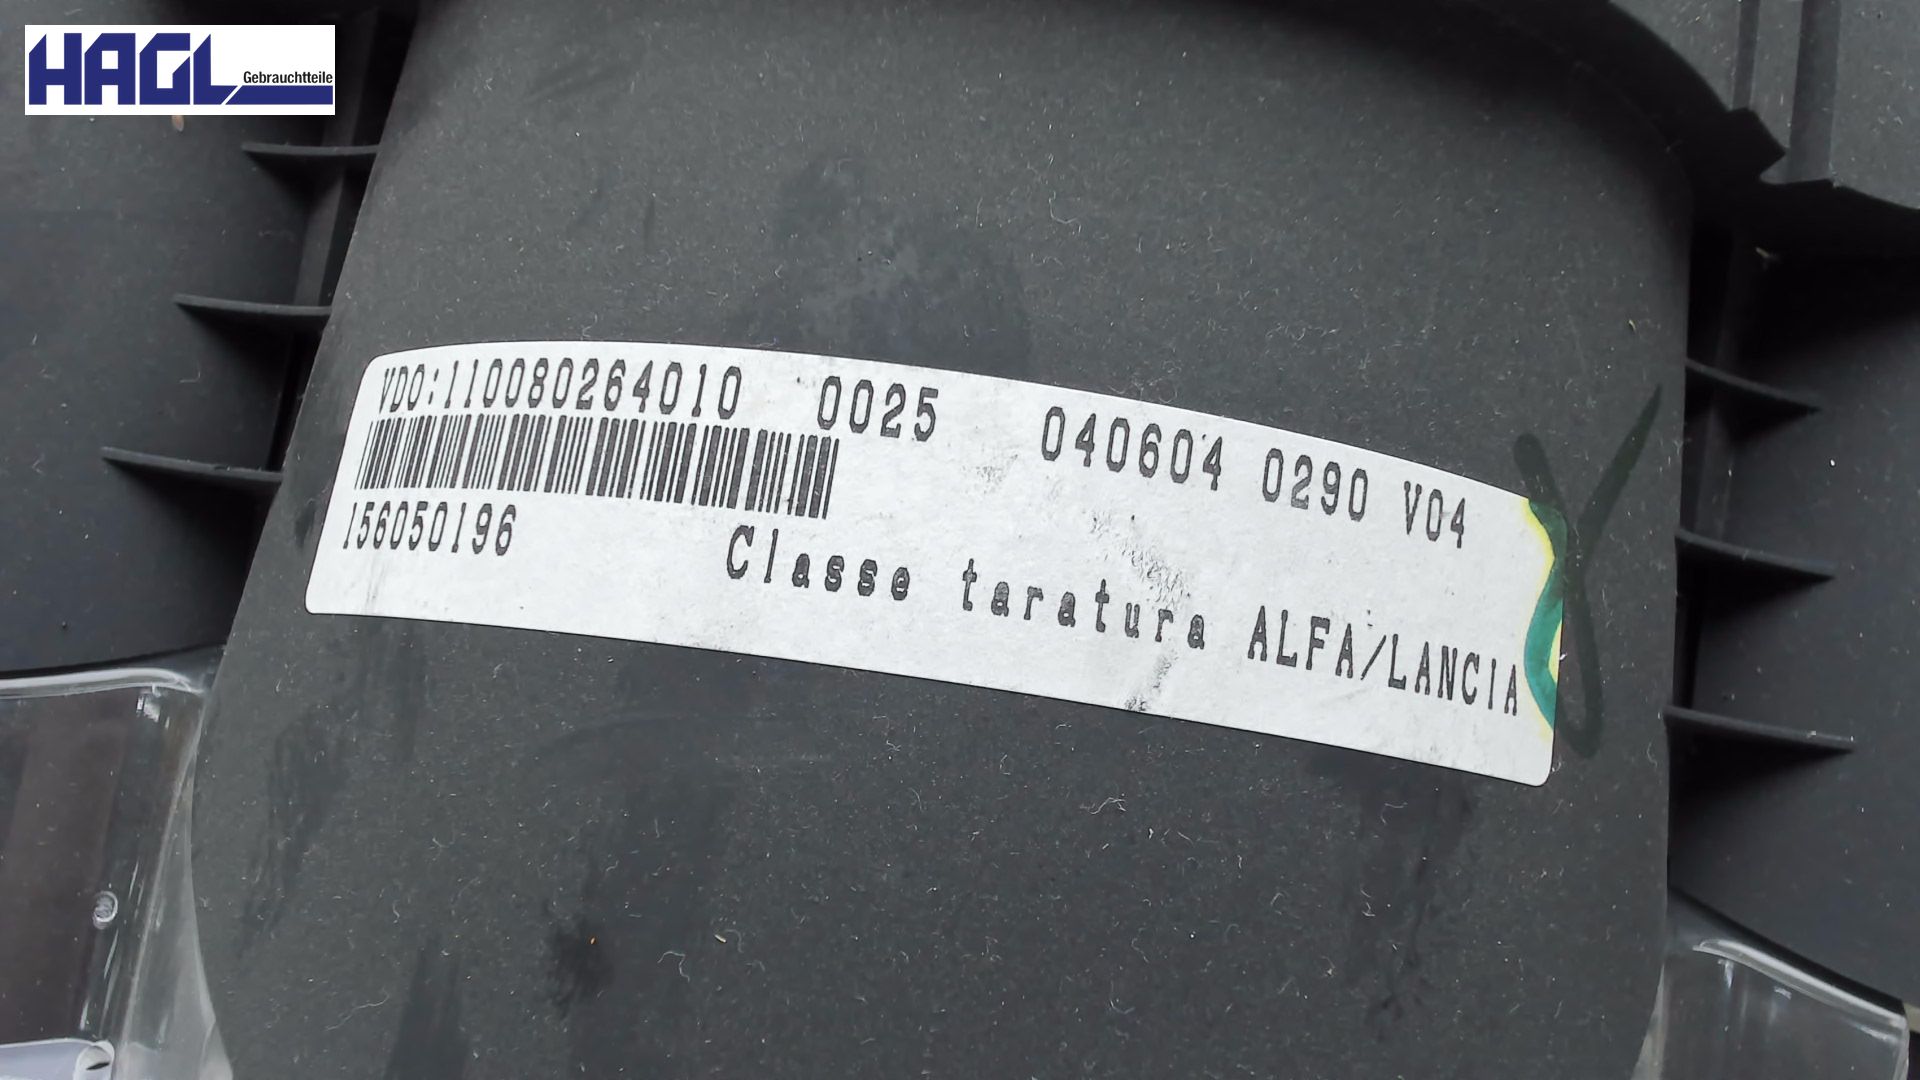 HAGL
Gebrauchtteile
VDO:110080264010 0025 040604 0290 V04
156050196
Classe taratura ALFA/LANCIA